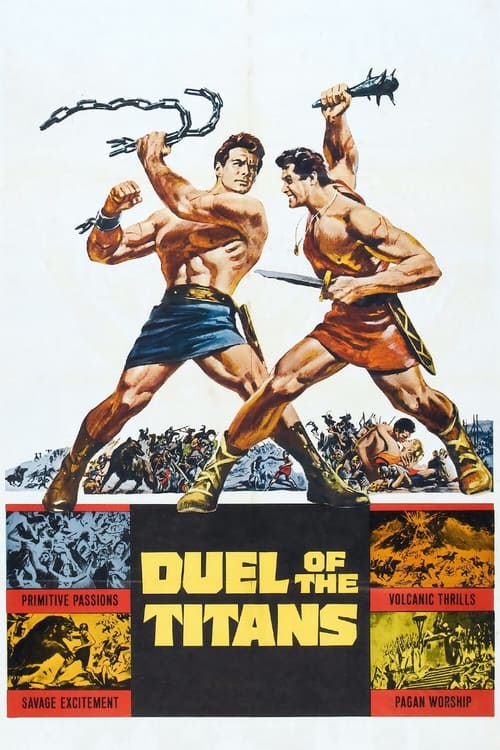 DUEL OF THE
TITANS
PRIMITIVE PASSIONS
VOLCANIC THRILLS
SAVAGE EXCITEMENT
PAGAN WORSHIP